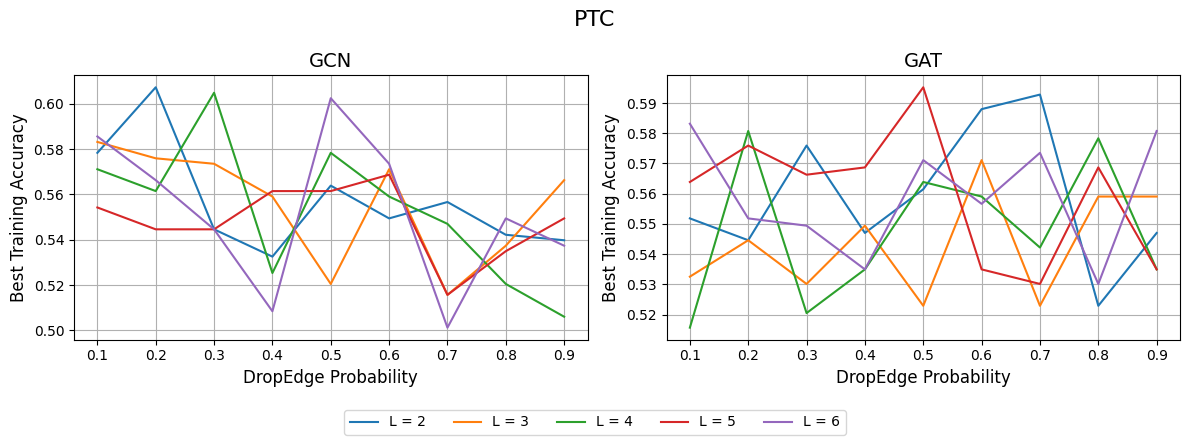 PTC
GCN
Best Training Accuracy
0.60
0.58
0.56
0.54
0.52
0.50
0.1 0.2 0.3 0.4 0.5 0.6 0.7 0.8 0.9
DropEdge Probability
GAT
Best Training Accuracy
0.59
0.58
0.57
0.56
0.55
0.54
0.53
0.52
0.1 0.2 0.3 0.4 0.5 0.6 0.7 0.8 0.9
DropEdge Probability
L = 2 L = 3 L = 4 L = 5 L = 6